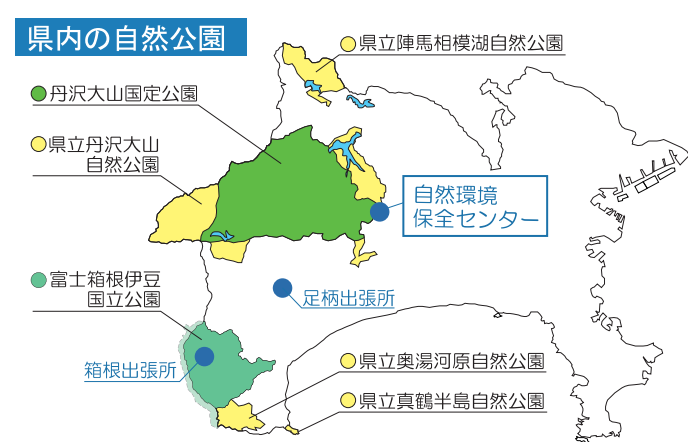 県内の自然公園
県立陣馬相模湖自然公園
丹沢大山国定公園
県立丹沢大山
自然公園
自然環境
保全センター
富士箱根伊豆
国立公園
足柄出張所
箱根出張所
県立奥湯河原自然公園
県立真鶴半島自然公園